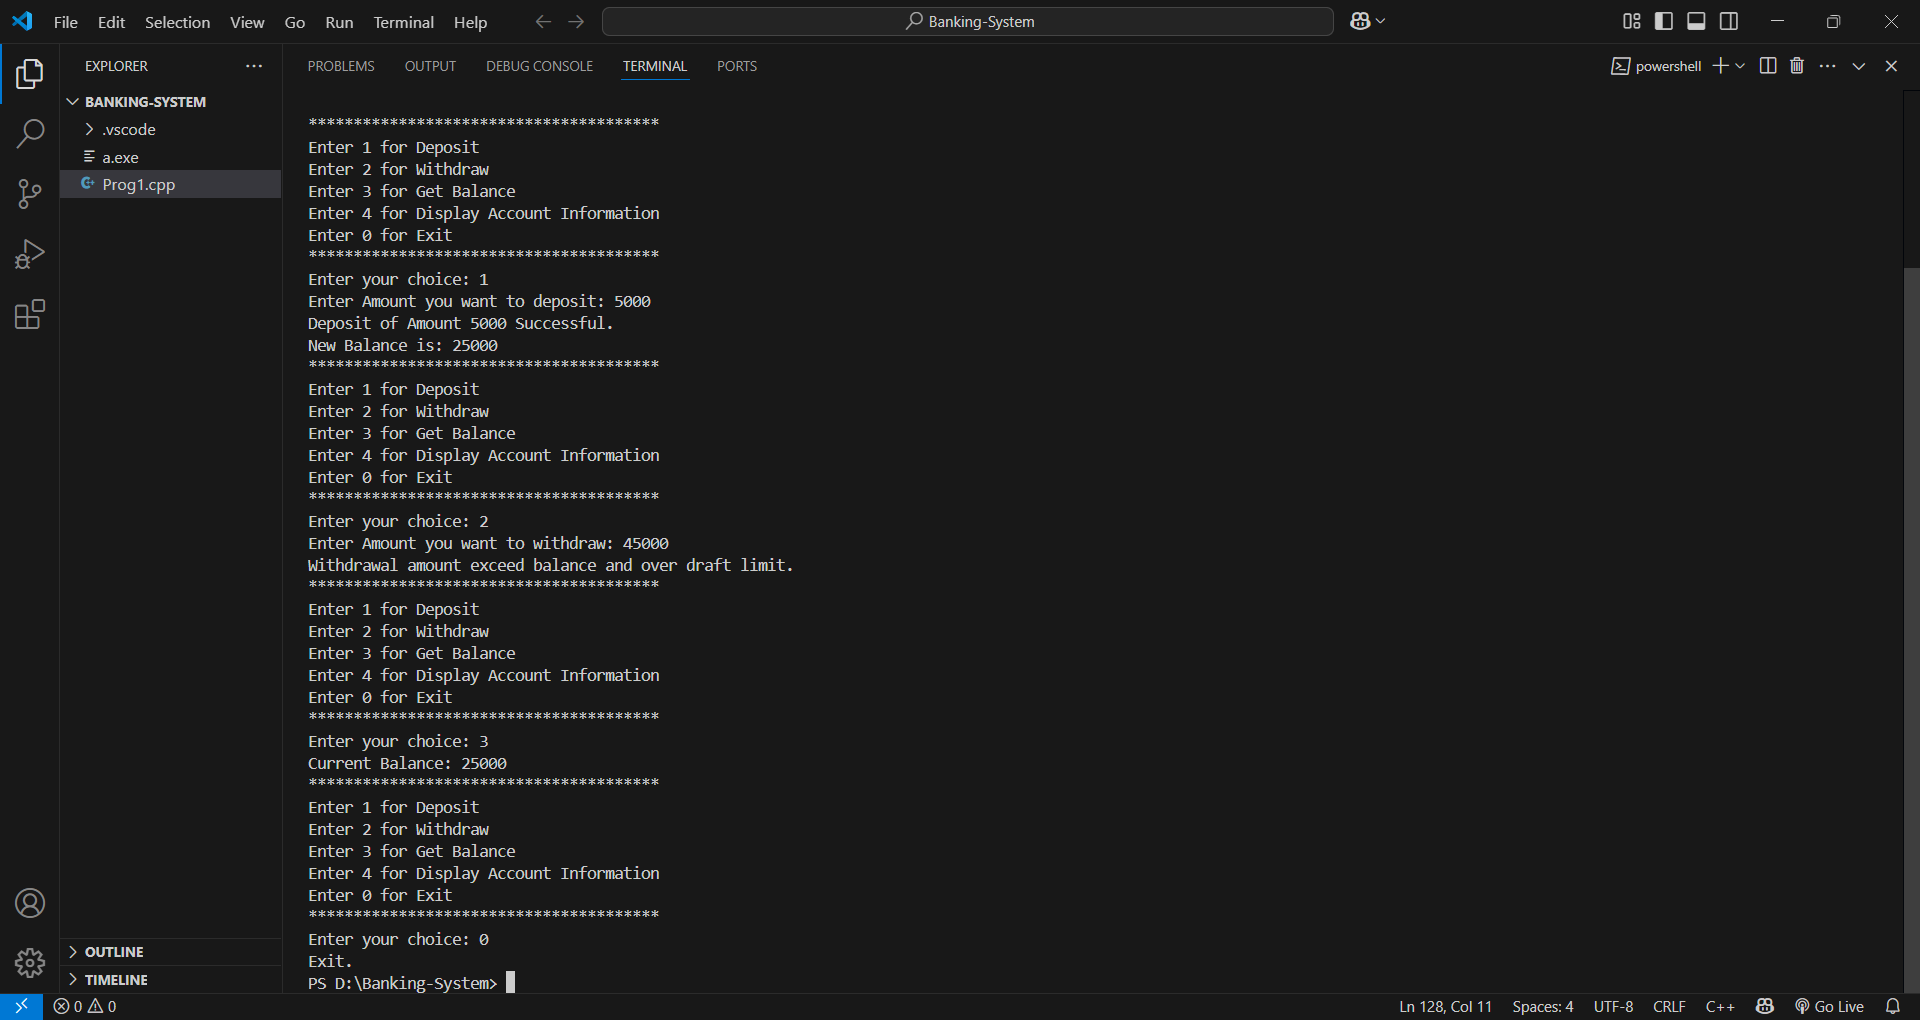 File Edit Selection View Go Run Terminal Help
Banking-System
EXPLORER
BANKING-SYSTEM
.vscode
a.exe
Prog1.cpp
OUTLINE
TIMELINE
PROBLEMS OUTPUT DEBUG CONSOLE TERMINAL PORTS
powershell
***************************************
Enter 1 for Deposit
Enter 2 for Withdraw
Enter 3 for Get Balance
Enter 4 for Display Account Information
Enter 0 for Exit
***************************************
Enter your choice: 1
Enter Amount you want to deposit: 5000
Deposit of Amount 5000 Successful.
New Balance is: 25000
***************************************
Enter 1 for Deposit
Enter 2 for Withdraw
Enter 3 for Get Balance
Enter 4 for Display Account Information
Enter 0 for Exit
***************************************
Enter your choice: 2
Enter Amount you want to withdraw: 45000
Withdrawal amount exceed balance and over draft limit.
***************************************
Enter 1 for Deposit
Enter 2 for Withdraw
Enter 3 for Get Balance
Enter 4 for Display Account Information
Enter 0 for Exit
***************************************
Enter your choice: 3
Current Balance: 25000
***************************************
Enter 1 for Deposit
Enter 2 for Withdraw
Enter 3 for Get Balance
Enter 4 for Display Account Information
Enter 0 for Exit
***************************************
Enter your choice: 0
Exit.
PS D:\Banking-System>
0 0
Ln 128, Col 11 Spaces: 4 UTF-8 CRLF C++ Go Live